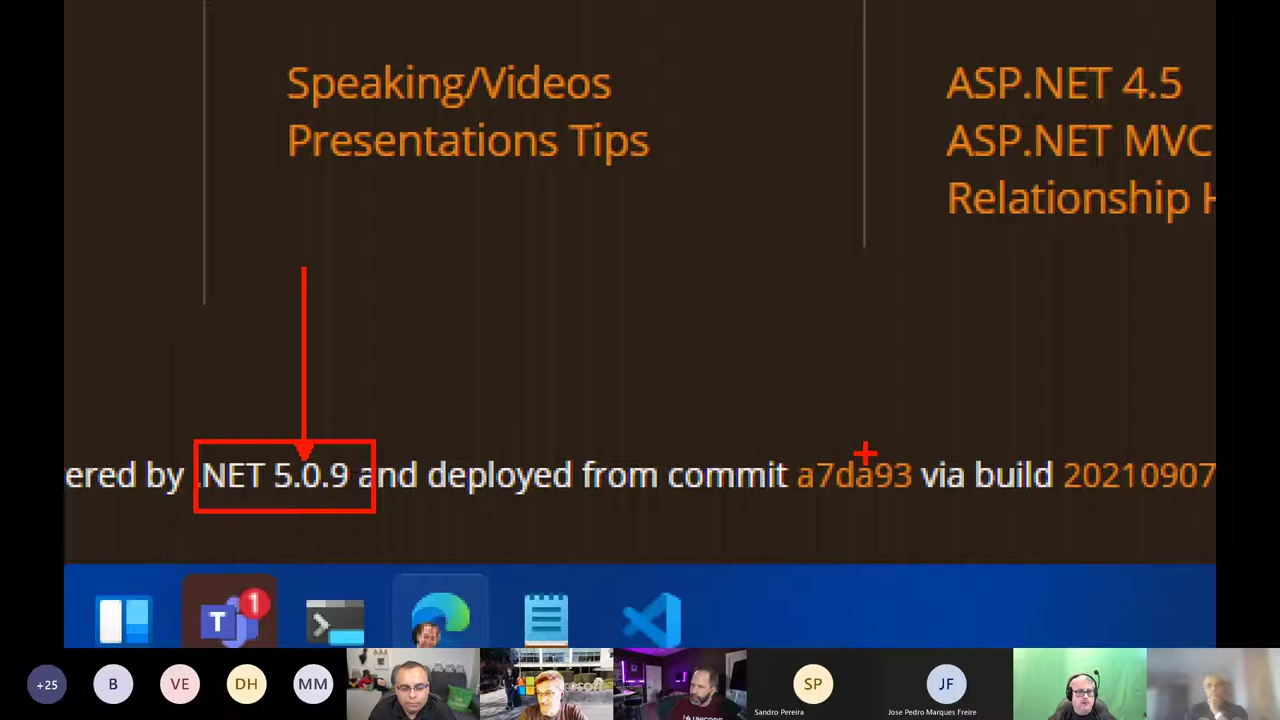 Speaking/Videos
Presentations Tips
ASP.NET 4.5
ASP.NET MVC
Relationship H
ered by .NET 5.0.9 and deployed from commit a7da93 via build 20210907
T
1
+25
B
VE
DH
MM
SP
Sandro Pereira
JF
Jose Pedro Marques Freire